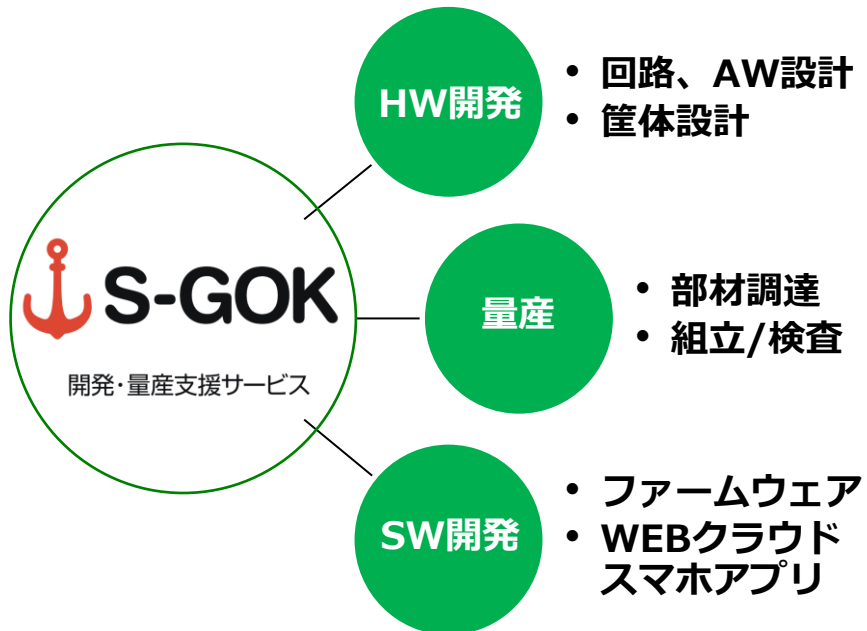 S-GOK
開発・量産支援サービス
HW開発
• 回路、AW設計
• 筐体設計
量産
• 部材調達
• 組立/検査
SW開発
• ファームウェア
• WEBクラウド
スマホアプリ